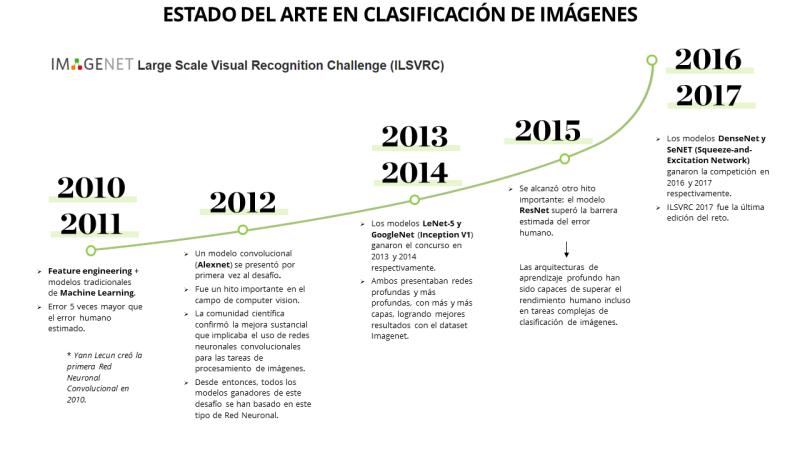 ESTADO DEL ARTE EN CLASIFICACIÓN DE IMÁGENES
IMAGENET Large Scale Visual Recognition Challenge (ILSVRC)
2010
2011
➢ Feature engineering +
modelos tradicionales
de Machine Learning.
➢ Error 5 veces mayor que
el error humano
estimado.
* Yann Lecun creó la
primera Red
Neuronal
Convolucional en
2010.
2012
➢ Un modelo convolucional
(Alexnet) se presentó por
primera vez al desafío.
➢ Fue un hito importante en el
campo de computer vision.
➢ La comunidad científica
confirmó la mejora sustancial
que implicaba el uso de redes
neuronales convolucionales
para las tareas de
procesamiento de imágenes.
➢ Desde entonces, todos los
modelos ganadores de este
desafío se han basado en este
tipo de Red Neuronal.
2013
2014
➢ Los modelos LeNet-5 y
GoogleNet (Inception V1)
ganaron el concurso en
2013 y 2014
respectivamente.
➢ Ambos presentaban redes
profundas y más
profundas, con más y más
capas, logrando mejores
resultados con el dataset
Imagenet.
2015
➢ Se alcanzó otro hito
importante: el modelo
ResNet superó la barrera
estimada del error
humano.
Las arquitecturas de
aprendizaje profundo han
sido capaces de superar el
rendimiento humano incluso
en tareas complejas de
clasificación de imágenes.
2016
2017
➢ Los modelos DenseNet y
SeNET (Squeeze-and-
Excitation Network)
ganaron la competición en
2016 y 2017
respectivamente.
➢ ILSVRC 2017 fue la última
edición del reto.